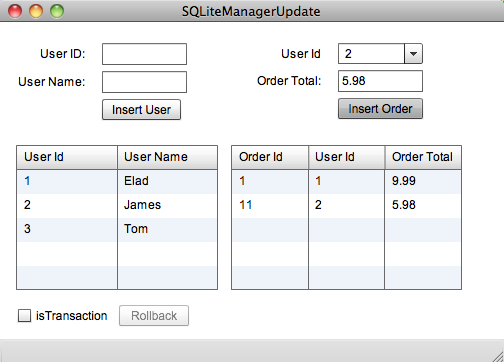 SQLiteManagerUpdate
User ID:
User Name:
Insert User
User Id 2
Order Total: 5.98
Insert Order
User Id User Name
1 Elad
2 James
3 Tom
Order Id User Id Order Total
1 1 9.99
11 2 5.98
isTransaction Rollback